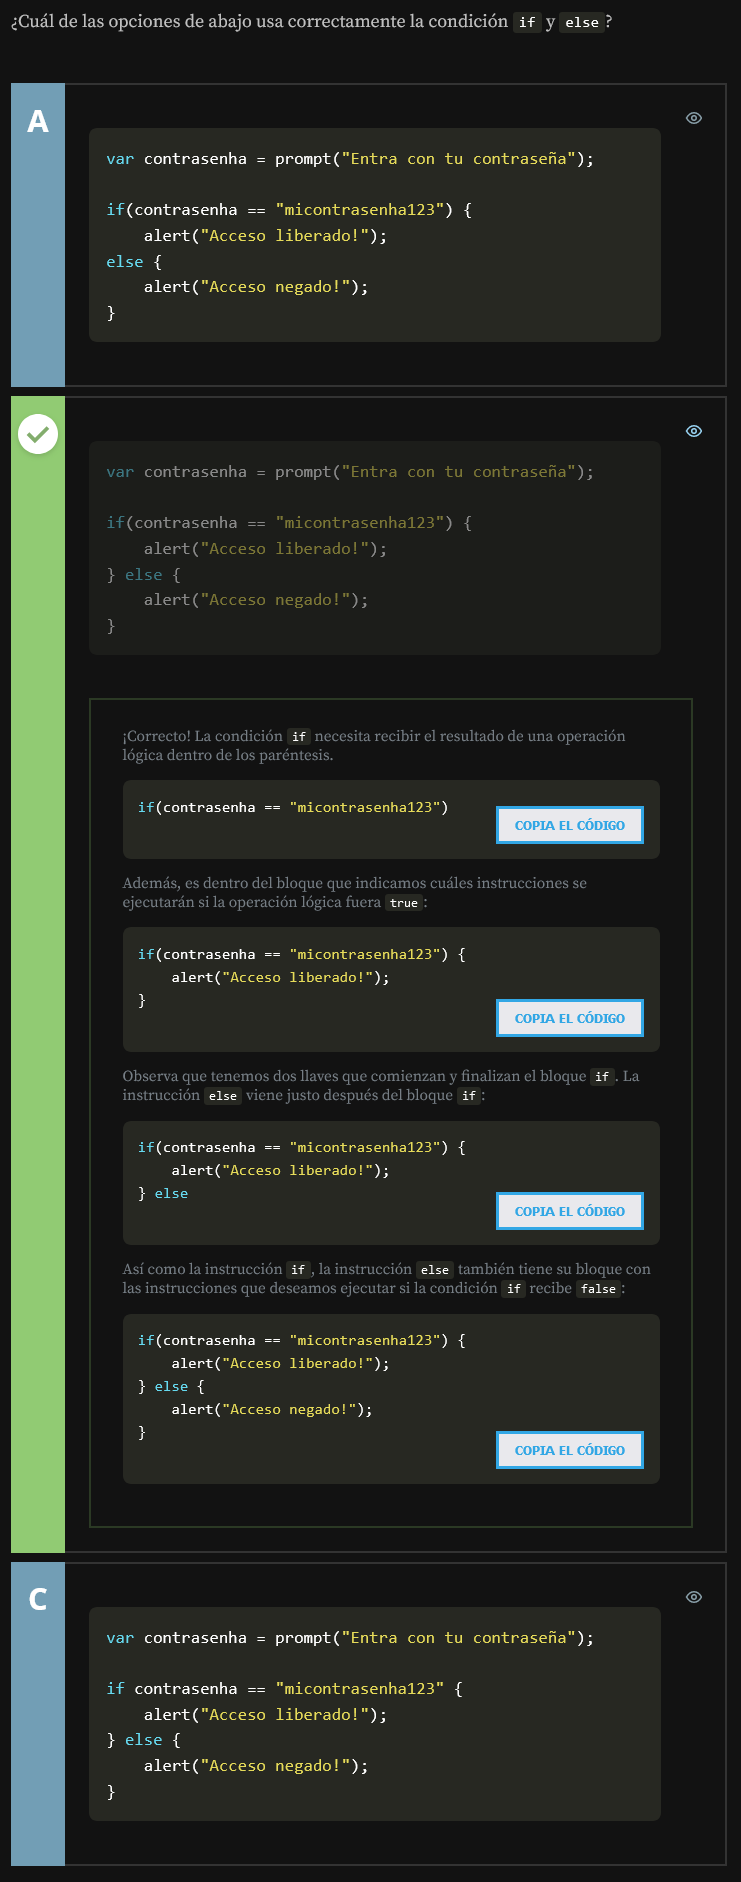 ¿Cuál de las opciones de abajo usa correctamente la condición if y else?
A
var contrasenha = prompt("Entra con tu contraseña");
if(contrasenha == "micontrasenha123") {
    alert("Acceso liberado!");
else {
    alert("Acceso negado!");
}
var contrasenha = prompt("Entra con tu contraseña");
if(contrasenha == "micontrasenha123") {
    alert("Acceso liberado!");
} else {
    alert("Acceso negado!");
}
¡Correcto! La condición if necesita recibir el resultado de una operación
lógica dentro de los paréntesis.
if(contrasenha == "micontrasenha123")
COPIA EL CÓDIGO
Además, es dentro del bloque que indicamos cuáles instrucciones se
ejecutarán si la operación lógica fuera true:
if(contrasenha == "micontrasenha123") {
    alert("Acceso liberado!");
}
COPIA EL CÓDIGO
Observa que tenemos dos llaves que comienzan y finalizan el bloque if. La
instrucción else viene justo después del bloque if:
if(contrasenha == "micontrasenha123") {
    alert("Acceso liberado!");
} else
COPIA EL CÓDIGO
Así como la instrucción if, la instrucción else también tiene su bloque con
las instrucciones que deseamos ejecutar si la condición if recibe false:
if(contrasenha == "micontrasenha123") {
    alert("Acceso liberado!");
} else {
    alert("Acceso negado!");
}
COPIA EL CÓDIGO
C
var contrasenha = prompt("Entra con tu contraseña");
if contrasenha == "micontrasenha123" {
    alert("Acceso liberado!");
} else {
    alert("Acceso negado!");
}